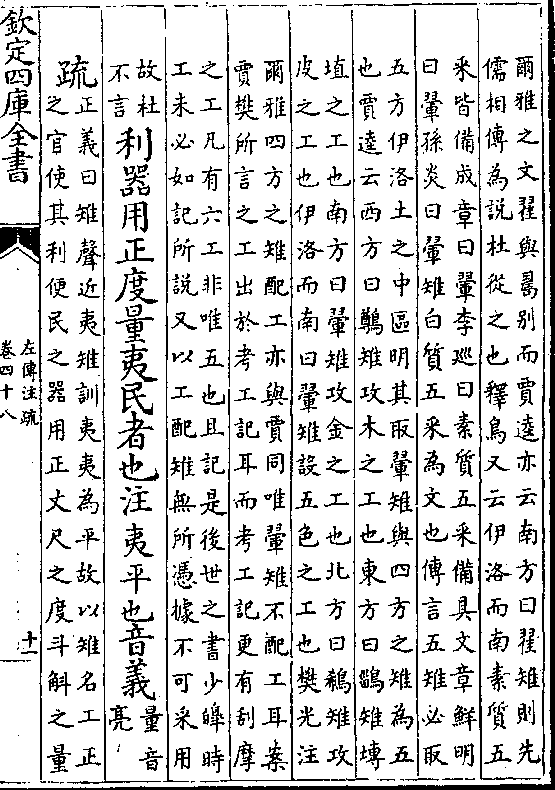 爾雅之文翟與鷮別而賈逵亦云南方曰翟雉則先
儒相傳為說杜從之也釋鳥又云伊洛而南素質五
采皆備成章曰翬李巡曰素質五采備具文章鮮明
曰翬孫炎曰翬雉白質五采為文也傳言五雉必取
五方伊洛土之中區明其取翬雉與四方之雉為五
也賈逵云西方曰鷷雉攻木之工也東方曰鶅雉摶
埴之工也南方曰翬雉攻金之工也北方曰鵗雉攻
皮之工也伊洛而南曰翬雉設五色之工也樊光注
爾雅四方之雉配工亦與賈同唯翬雉不配工耳案
賈樊所言之工出於考工記耳而考工記更有刮摩
之工凡有六工非唯五也且記是後世之書少皞時
工未必如記所說又以工配雉無所憑據不可采用
故杜不言
利器用正度量夷民者也注夷平也音義
量音亮
疏
正義曰雉聲近夷雉訓夷夷為平故以雉名工正
之官使其利便民之器用正丈尺之度斗斛之量
欽定四庫全書
左傳注疏
卷四十八
十一